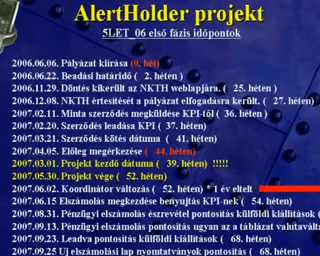 AlertHolder projekt
5LET_06 első fázis időpontok
2006.06.06. Pályázat kiírása (0. hét)
2006.06.22. Beadási határidő ( 2. héten )
2006.11.29. Döntés kikerült az NKTH weblapjára. ( 25. héten )
2006.12.08. NKTH értesítését a pályázat elfogadásra került. ( 27. héten )
2007.02.11. Minta szerződés megküldése KPI-től ( 36. héten )
2007.02.20. Szerződés leadása KPI ( 37. héten )
2007.03.21. Szerződés kötés dátuma ( 41. héten )
2007.04.05. Előleg megérkezése ( 44. héten )
2007.03.01. Projekt kezdő dátuma ( 39. héten) !!!!!
2007.05.30. Projekt vége ( 52. héten )
2007.06.02. Koordinátor változás ( 52. héten) * 1 év eltelt
2007.06.15 Elszámolás megkezdése benyújtás KPI-nek ( 54. héten )
2007.08.31. Pénzügyi elszámolás észrevétel pontosítás külföldi kiállítások (
2007.09.13. Pénzügyi elszámolás pontosítás ugyan az a táblázat valutavált
2007.09.23. Leadva pontosítás külföldi kiállítások ( 68. héten)
2007.09.25 Új elszámolási lap nyomtatványok pontosítás ( 68. héten)